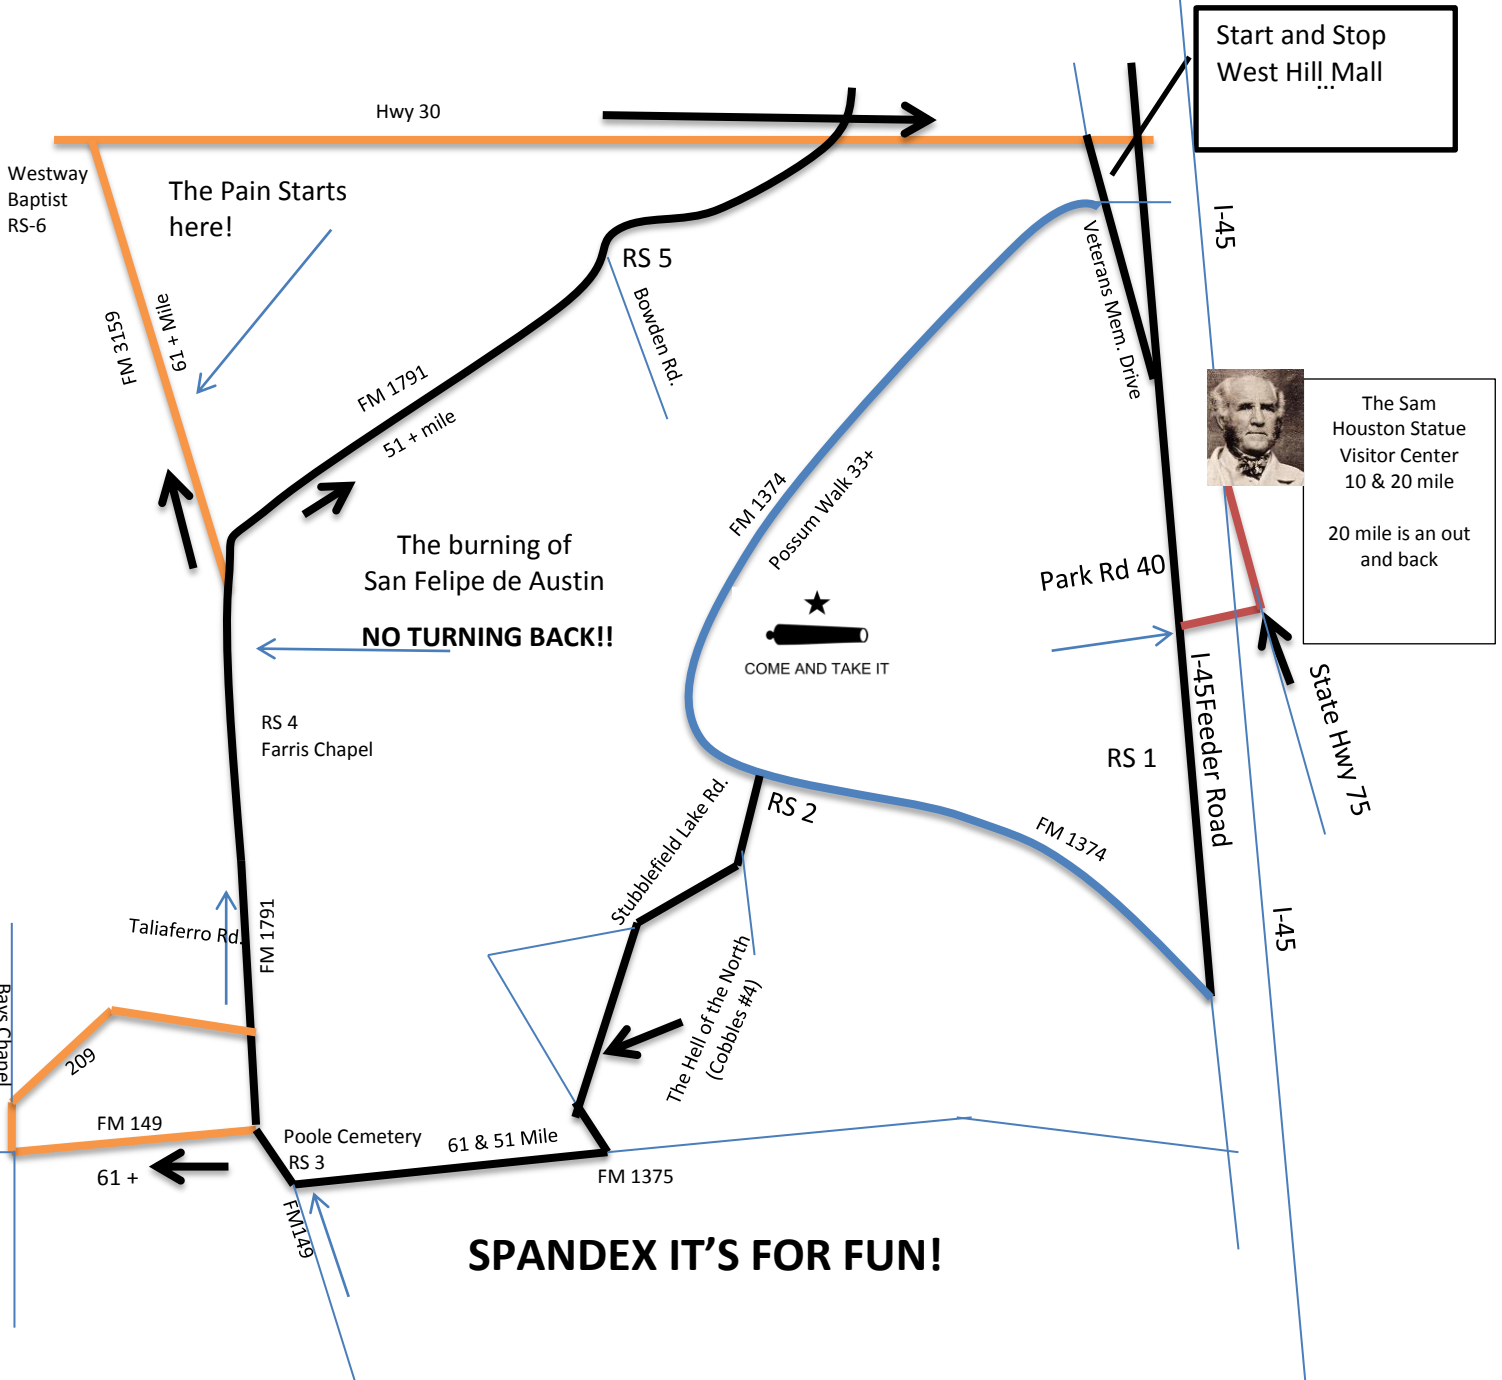 Start and Stop
West Hill Mall
...
Hwy 30
Westway
Baptist
RS-6
The Pain Starts
here!
I-45
RS 5
Veterans Mem. Drive
Bowden Rd.
61 + Mile
FM 3159
FM 1791
51 + mile
The Sam
Houston Statue
Visitor Center
10 & 20 mile
20 mile is an out
and back
FM 1374
Possum Walk 33+
The burning of
San Felipe de Austin
NO TURNING BACK!!
Park Rd 40
COME AND TAKE IT
I-45Feeder Road
State Hwy 75
RS 4
Farris Chapel
RS 1
Stubblefield Lake Rd.
RS 2
FM 1374
I-45
Taliaferro Rd.
FM 1791
The Hell of the North
(Cobbles #4)
Bays Chapel
209
FM 149
Poole Cemetery
RS 3
61 & 51 Mile
61 +
FM 1375
FM149
SPANDEX IT’S FOR FUN!